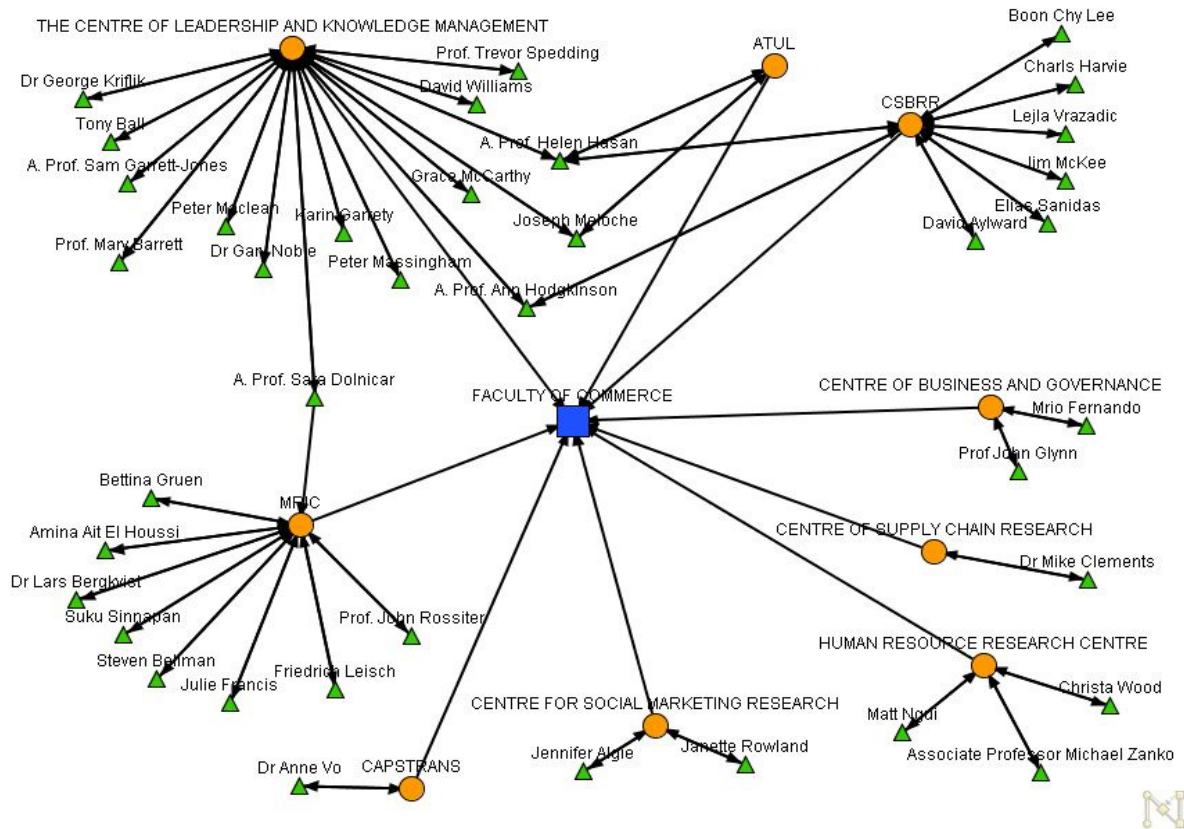 THE CENTRE OF LEADERSHIP AND KNOWLEDGE MANAGEMENT
Boon Chy Lee
Prof. Trevor Spedding
ATUL
Dr George Kriflik
David Williams
Charls Harvie
CSBRR
Tony Ball
Lejla Vrazadic
A. Prof. Sam Garrett-Jones
A. Prof. Helen Hasan
Jim McKee
Grace McCarthy
Peter Maclean
Karin Garrety
Joseph Meloche
Elias Sanidas
David Aylward
Prof. Mary Barrett
Dr Gary Noble
Peter Massingham
A. Prof. Ann Hodgkinson
A. Prof. Sara Dolnicar
FACULTY OF COMMERCE
CENTRE OF BUSINESS AND GOVERNANCE
Mrio Fernando
Prof John Glynn
Bettina Gruen
MRIC
Amina Ait El Houssi
CENTRE OF SUPPLY CHAIN RESEARCH
Dr Mike Clements
Dr Lars Bergkvist
Suku Sinnapan
Prof. John Rossiter
HUMAN RESOURCE RESEARCH CENTRE
Steven Bellman
Friedrich Leisch
Julie Francis
Christa Wood
CENTRE FOR SOCIAL MARKETING RESEARCH
Matt Ngui
Jennifer Algie
Janette Rowland
Associate Professor Michael Zanko
Dr Anne Vo
CAPSTRANS